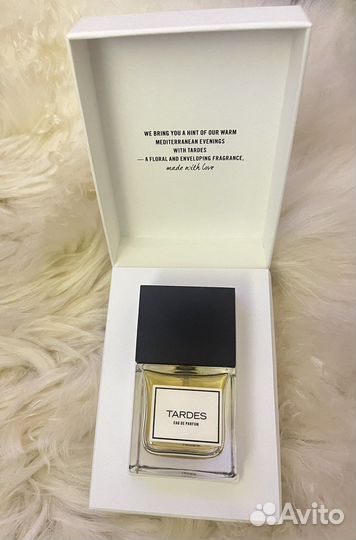 WE BRING YOU A HINT OF OUR WARM
MEDITERRANEAN EVENINGS
WITH TARDES
— A FLORAL AND ENVELOPING FRAGRANCE,
made with love
TARDES
EAU DE PARFUM
Avito